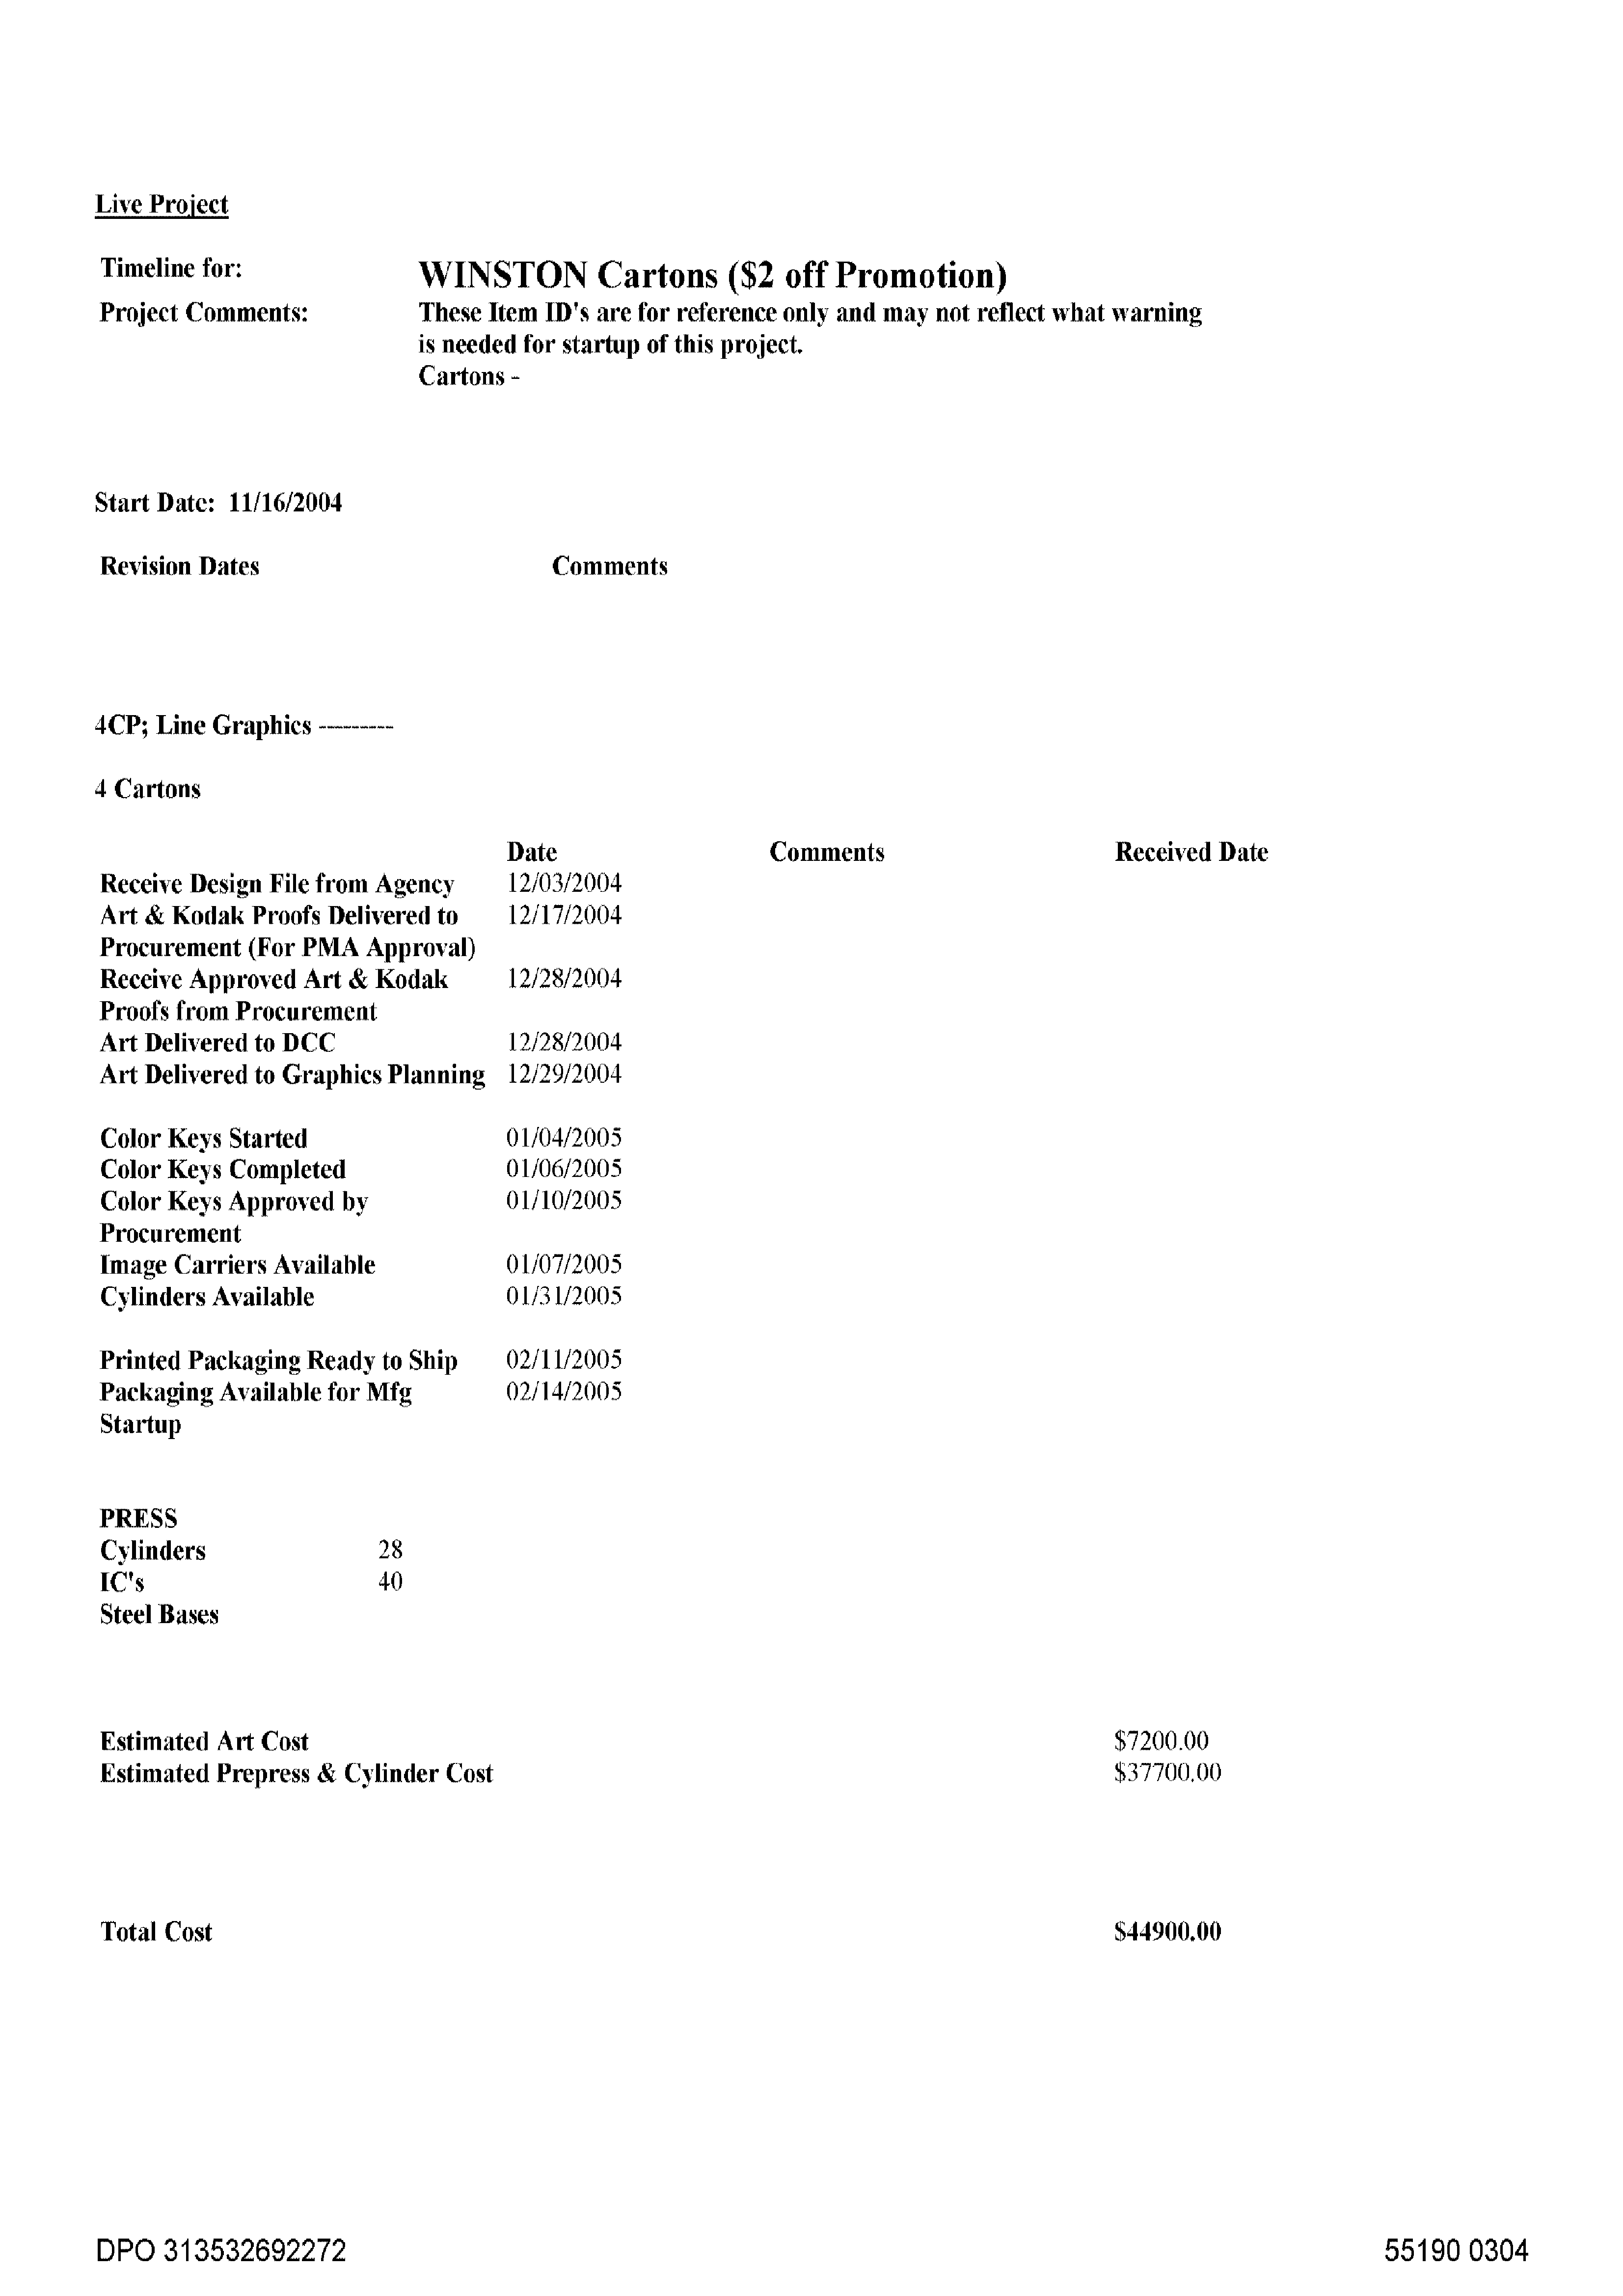 Live Project
Timeline for: WINSTON Cartons ($2 off Promotion)
Project Comments: These Item ID's are for reference only and may not reflect what warning
is needed for startup of this project.
Cartons -
Start Date: 11/16/2004
Revision Dates Comments
4CP; Line Graphics ---------
4 Cartons
Date Comments Received Date
Receive Design File from Agency 12/03/2004
Art & Kodak Proofs Delivered to 12/17/2004
Procurement (For PMA Approval)
Receive Approved Art & Kodak 12/28/2004
Proofs from Procurement
Art Delivered to DCC 12/28/2004
Art Delivered to Graphics Planning 12/29/2004
Color Keys Started 01/04/2005
Color Keys Completed 01/06/2005
Color Keys Approved by 01/10/2005
Procurement
Image Carriers Available 01/07/2005
Cylinders Available 01/31/2005
Printed Packaging Ready to Ship 02/11/2005
Packaging Available for Mfg 02/14/2005
Startup
PRESS
Cylinders 28
IC's 40
Steel Bases
Estimated Art Cost $7200.00
Estimated Prepress & Cylinder Cost $37700.00
Total Cost $44900.00
DPO 313532692272 55190 0304